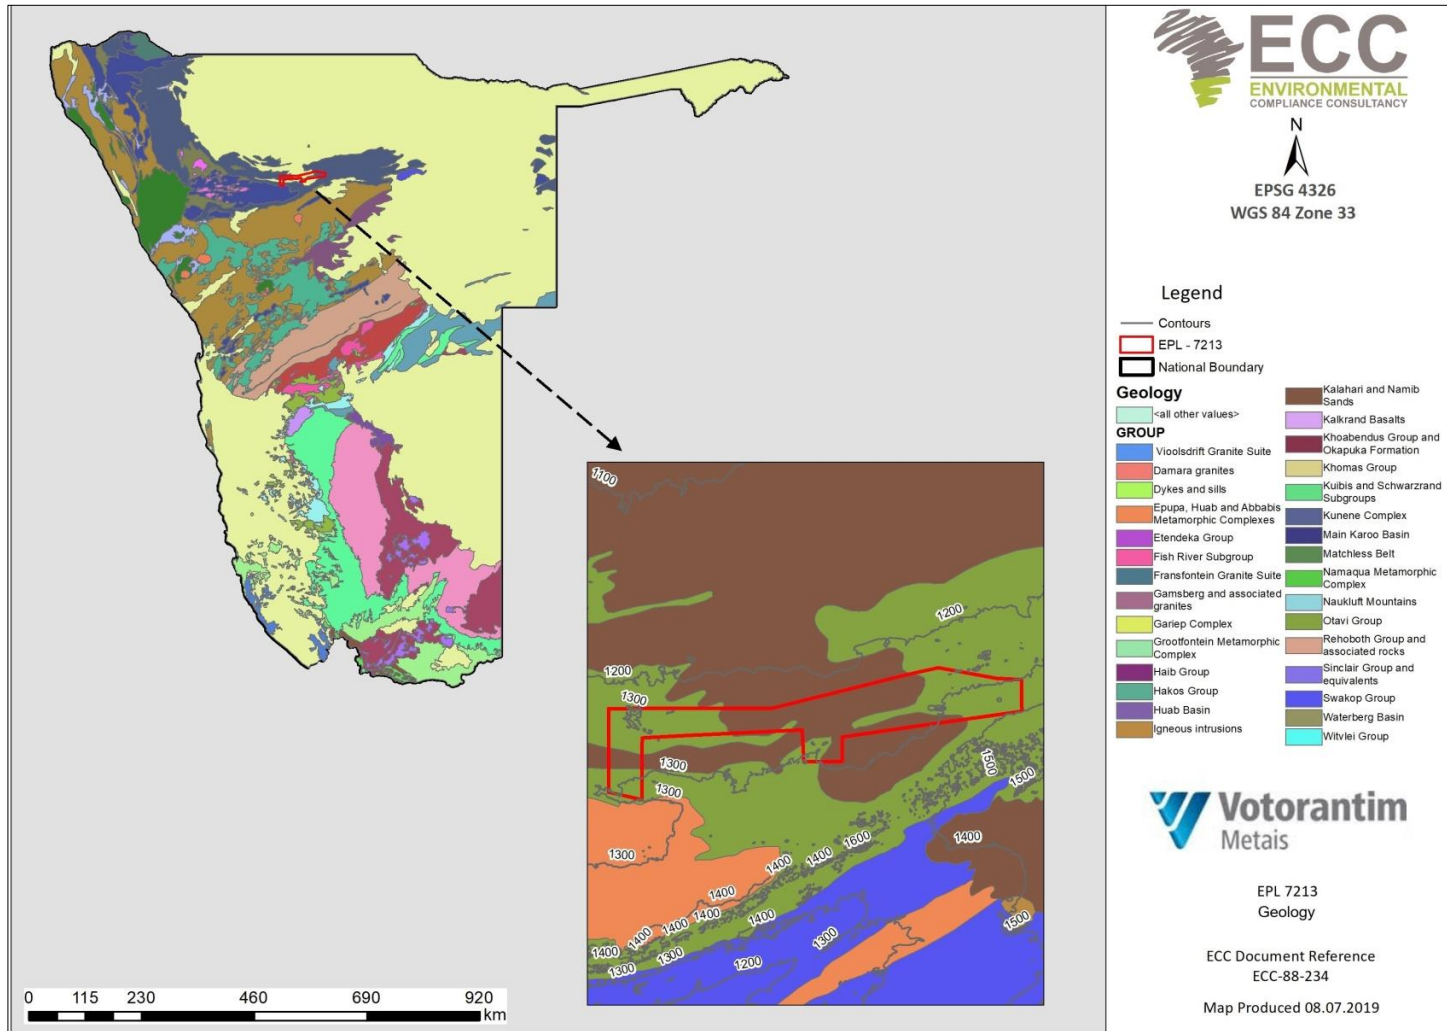 ECC
ENVIRONMENTAL
COMPLIANCE CONSULTANCY
N
EPSG 4326
WGS 84 Zone 33
Legend
Contours
EPL - 7213
National Boundary
Geology
<all other values>
GROUP
Vioolsdrift Granite Suite
Damara granites
Dykes and sills
Epupa, Huab and Abbabis
Metamorphic Complexes
Etendeka Group
Fish River Subgroup
Fransfontein Granite Suite
Gamsberg and associated
granites
Gariep Complex
Grootfontein Metamorphic
Complex
Haib Group
Hakos Group
Huab Basin
Igneous intrusions
Kalahari and Namib
Sands
Kalkrand Basalts
Khoabendus Group and
Okapuka Formation
Khomas Group
Kuibis and Schwarzrand
Subgroups
Kunene Complex
Main Karoo Basin
Matchless Belt
Namaqua Metamorphic
Complex
Naukluft Mountains
Otavi Group
Rehoboth Group and
associated rocks
Sinclair Group and
equivalents
Swakop Group
Waterberg Basin
Witvlei Group
Votorantim
Metais
EPL 7213
Geology
ECC Document Reference
ECC-88-234
Map Produced 08.07.2019
1100
1200
1200
1300
1300
1300
1500
1500
1400
1600
1400
1400
1300
1400
1400
1400
1400
1400
1400
1300
1300
1300
1200
1500
0 115 230 460 690 920
km